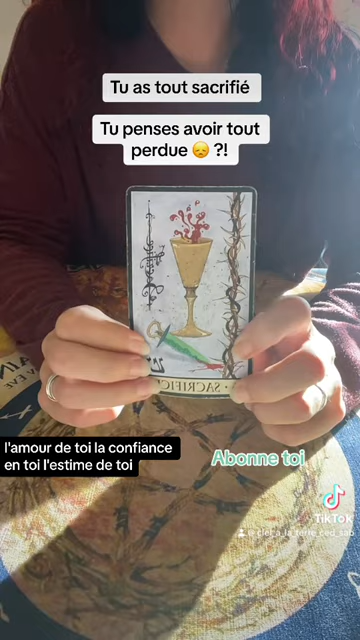 Tu as tout sacrifié
Tu penses avoir tout
perdue 😞 ?!
SACRIFICE
l'amour de toi la confiance
en toi l'estime de toi
Abonne toi
TikTok